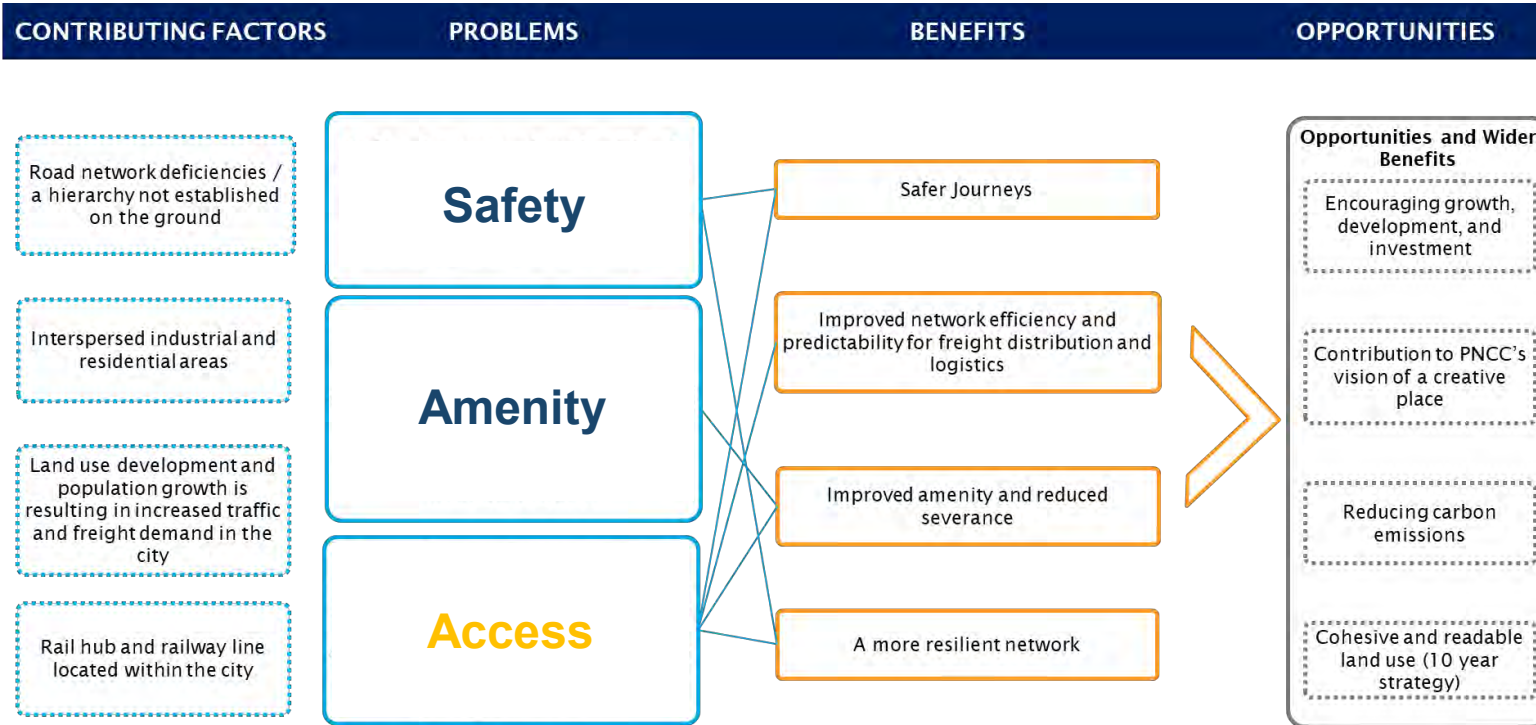 CONTRIBUTING FACTORS
PROBLEMS
BENEFITS
OPPORTUNITIES
Road network deficiencies /
a hierarchy not established
on the ground
Interspersed industrial and
residential areas
Land use development and
population growth is
resulting in increased traffic
and freight demand in the
city
Rail hub and railway line
located within the city
Safety
Amenity
Access
Safer Journeys
Improved network efficiency and
predictability for freight distribution and
logistics
Improved amenity and reduced
severance
A more resilient network
Opportunities and Wider
Benefits
Encouraging growth,
development, and
investment
Contribution to PNCC’s
vision of a creative
place
Reducing carbon
emissions
Cohesive and readable
land use (10 year
strategy)